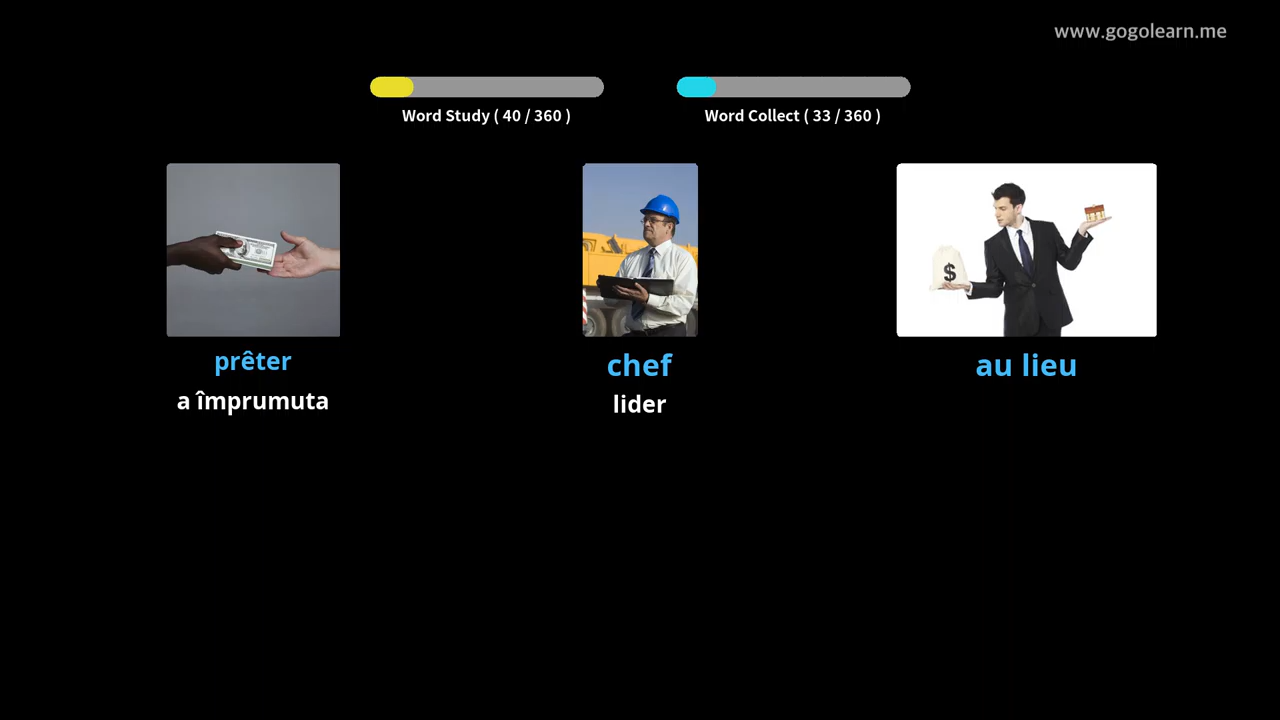 www.gogolearn.me
Word Study ( 40 / 360 )
Word Collect ( 33 / 360 )
$
prêter
a împrumuta
chef
lider
au lieu